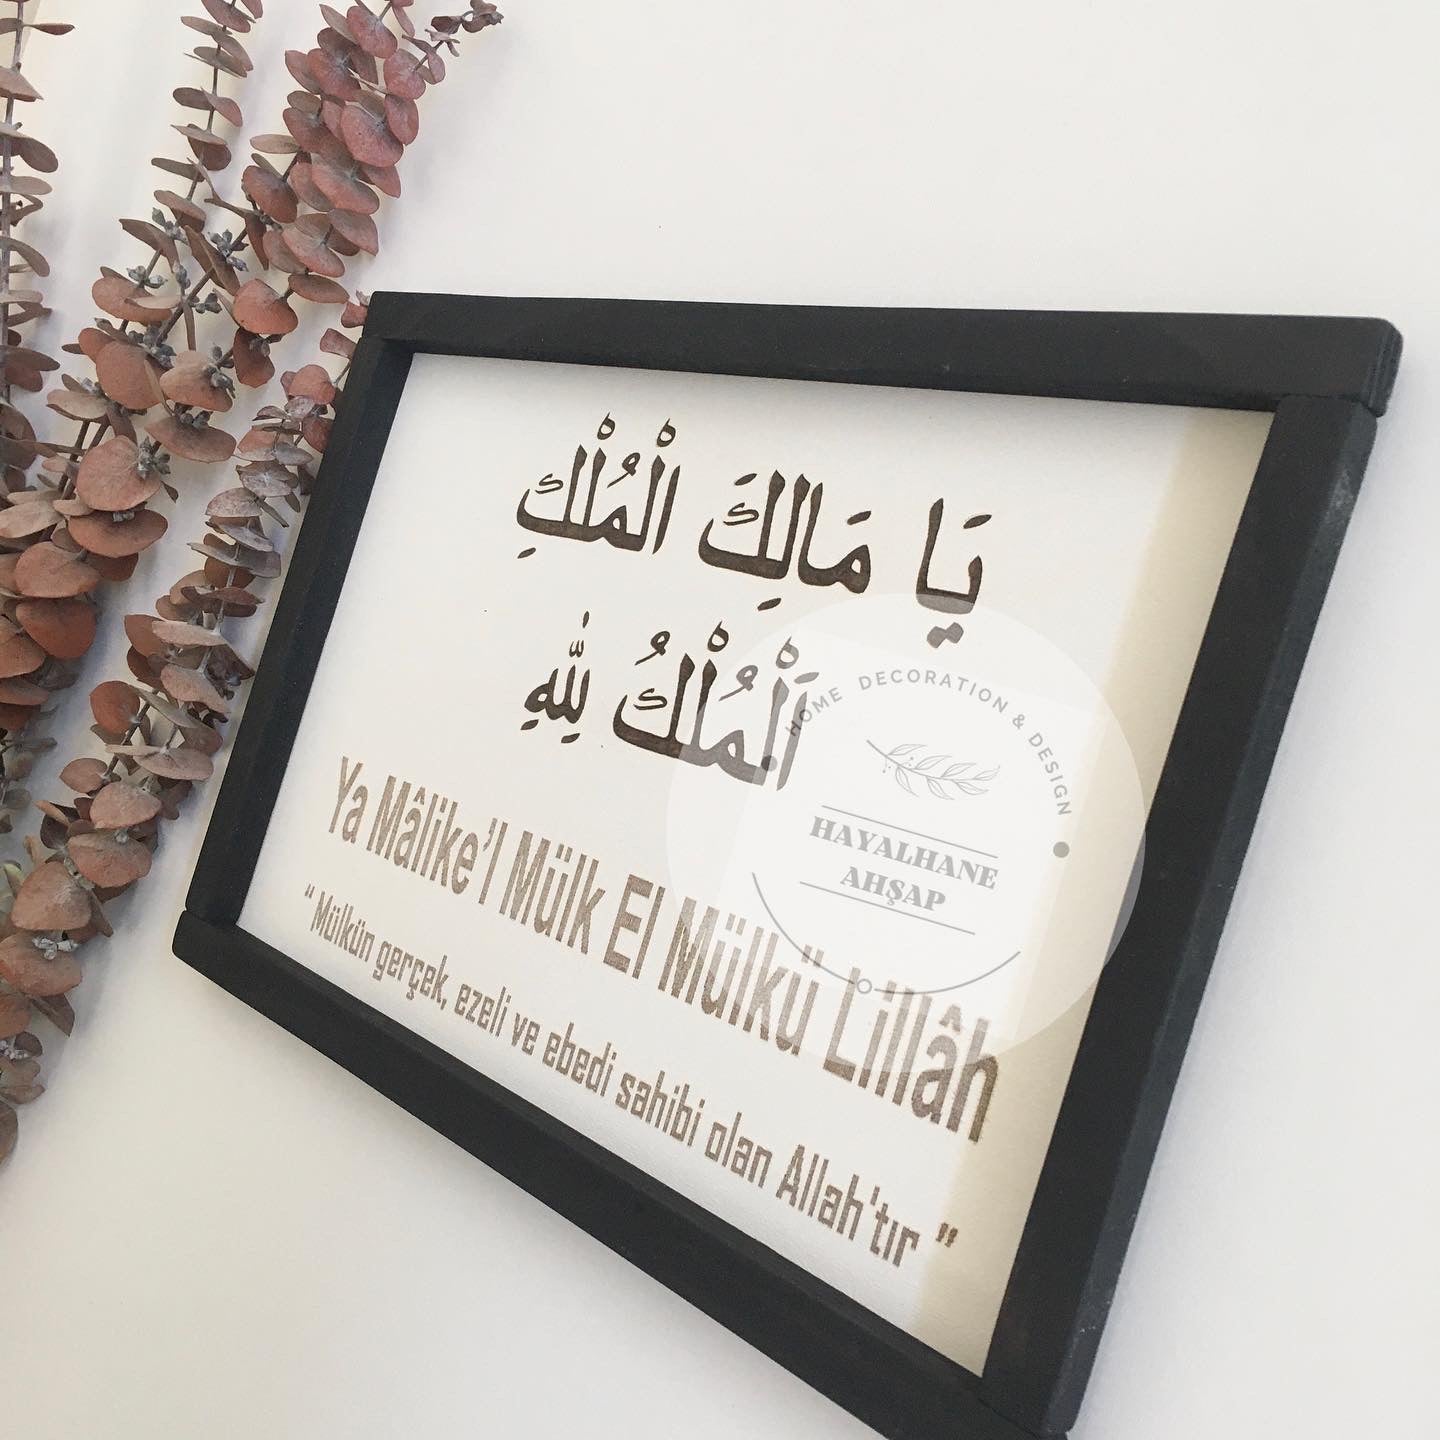 يَا مَالِكَ الْمُلْكِ
اَلْمُلْكُ لِلّٰهِ
Ya Mâlike'l Mülk El Mülkü Lillâh
“ Mülkün gerçek, ezeli ve ebedi sahibi olan Allah'tır ”
HOME DECORATION & DESIGN
HAYALHANE
AHŞAP